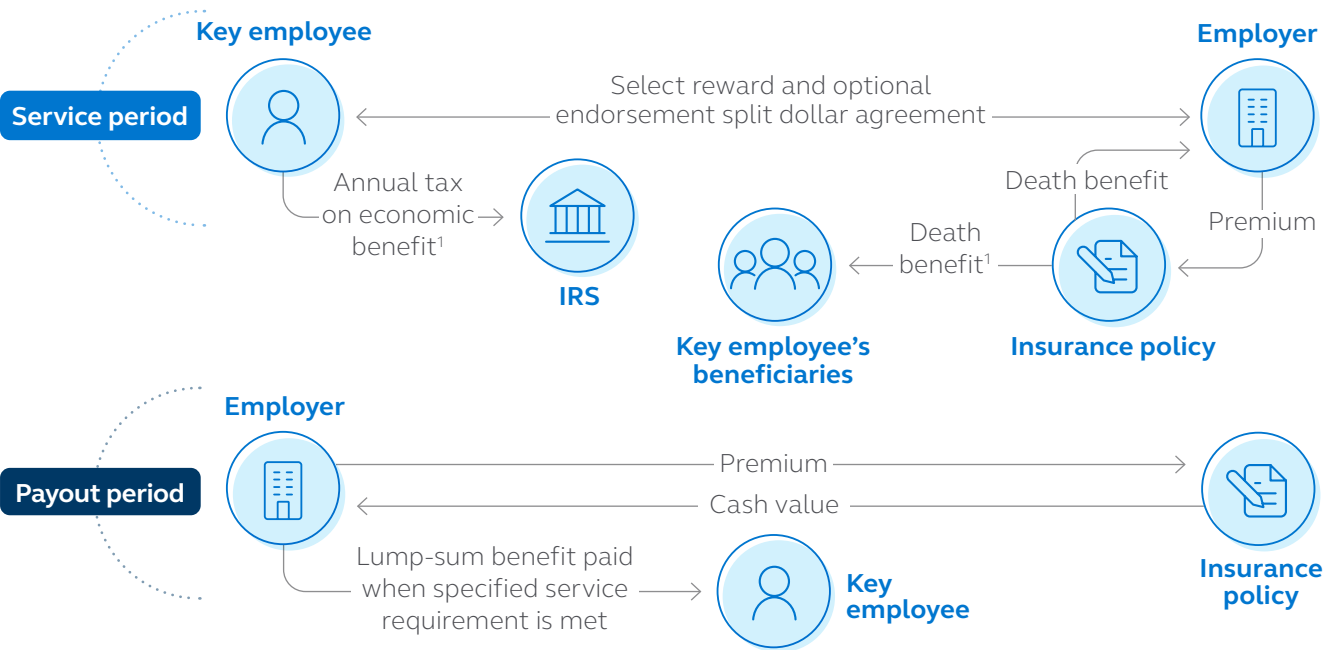 Key employee
Employer
Service period
Select reward and optional
endorsement split dollar agreement
Annual tax
on economic
benefit¹
IRS
Death benefit
Premium
Death
benefit¹
Key employee’s
beneficiaries
Insurance policy
Employer
Payout period
Premium
Cash value
Lump-sum benefit paid
when specified service
requirement is met
Key
employee
Insurance
policy